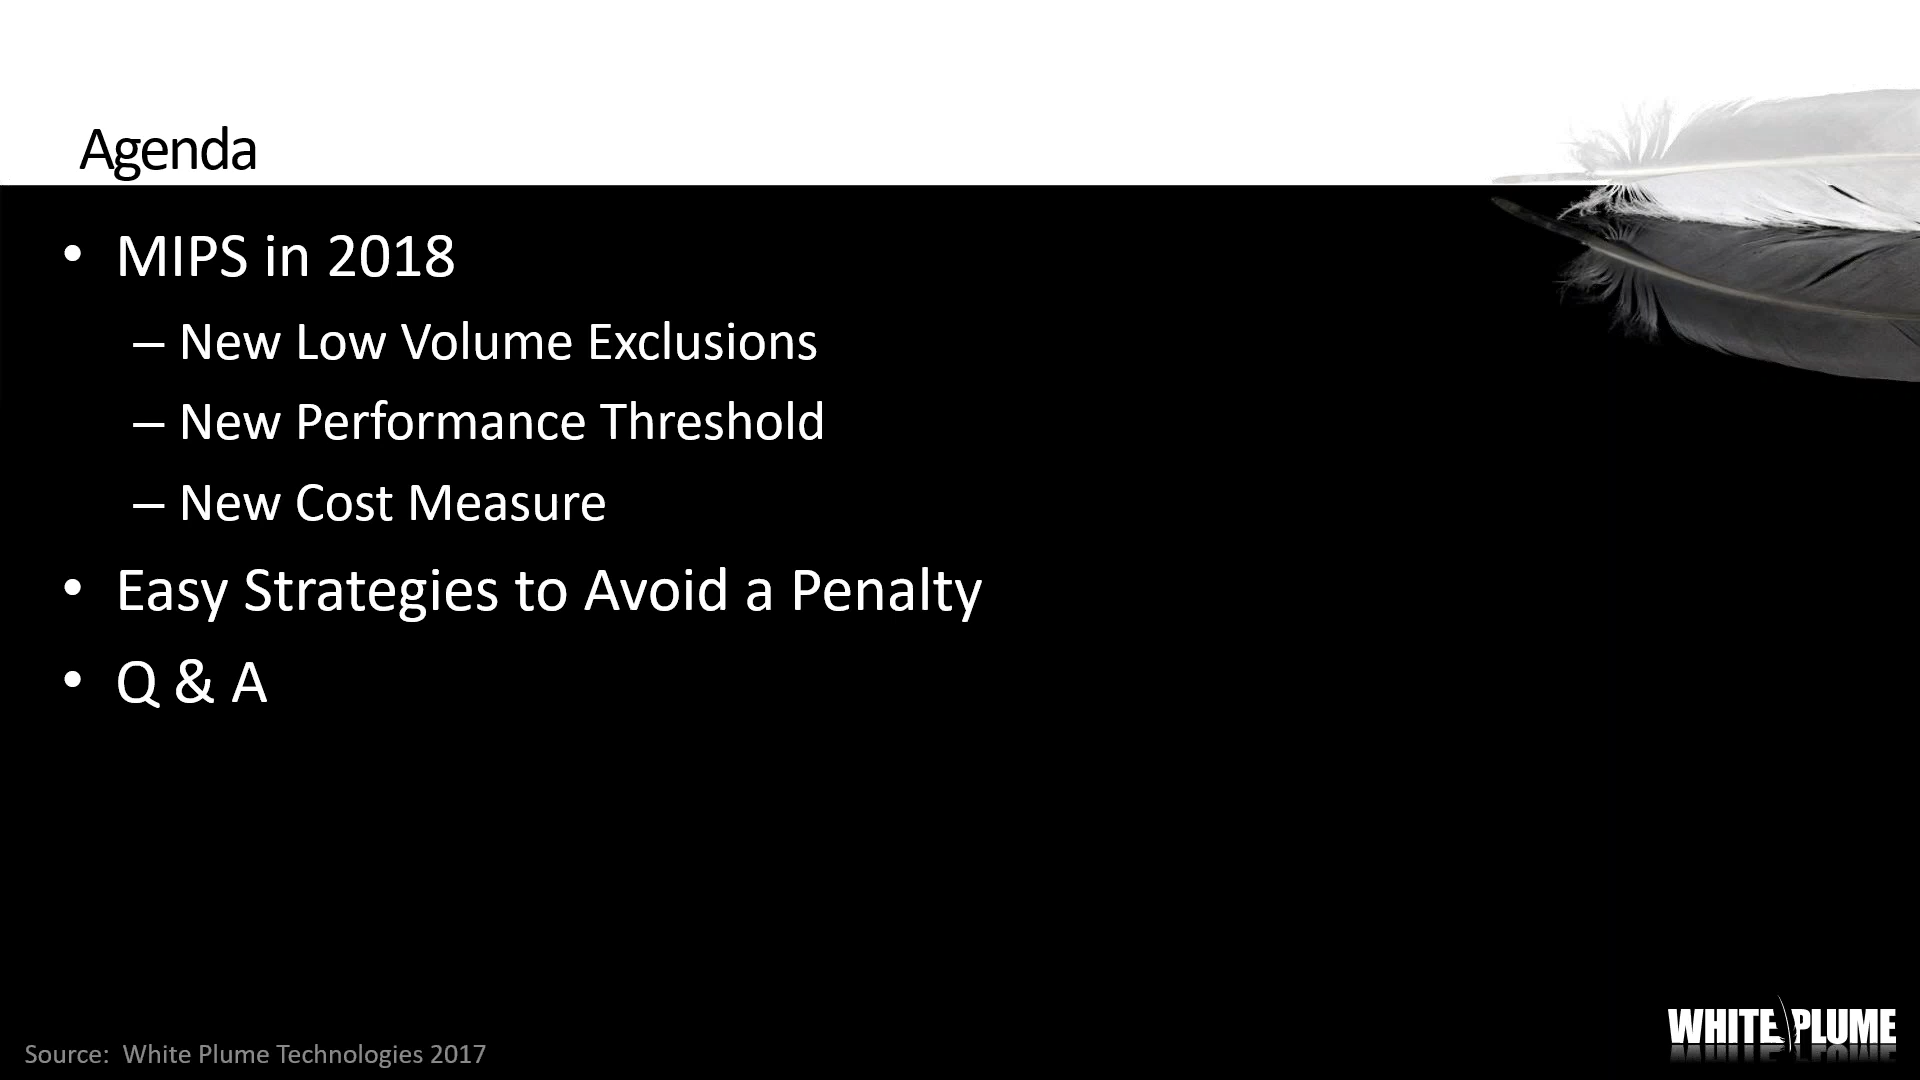 Agenda
• MIPS in 2018
– New Low Volume Exclusions
– New Performance Threshold
– New Cost Measure
• Easy Strategies to Avoid a Penalty
• Q & A
WHITE PLUME
Source: White Plume Technologies 2017